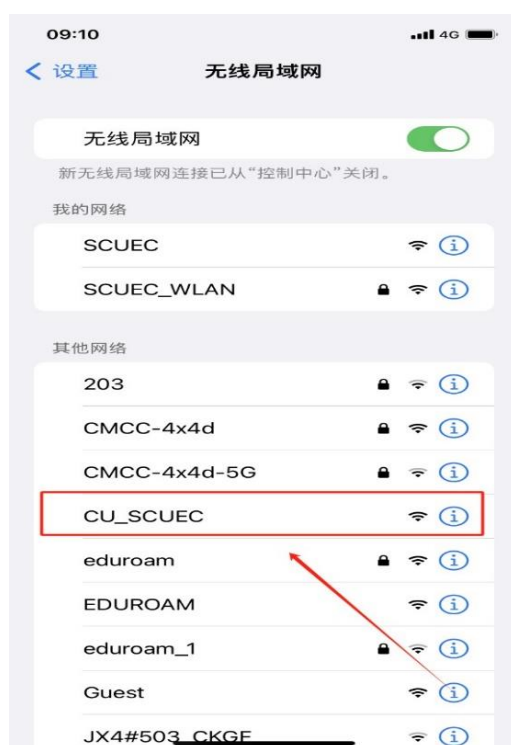 09:10 4G
设置 无线局域网
无线局域网
新无线局域网连接已从“控制中心”关闭。
我的网络
SCUEC
SCUEC_WLAN
其他网络
203
CMCC-4x4d
CMCC-4x4d-5G
CU_SCUEC
eduroam
EDUROAM
eduroam_1
Guest
JX4#503_CKGF